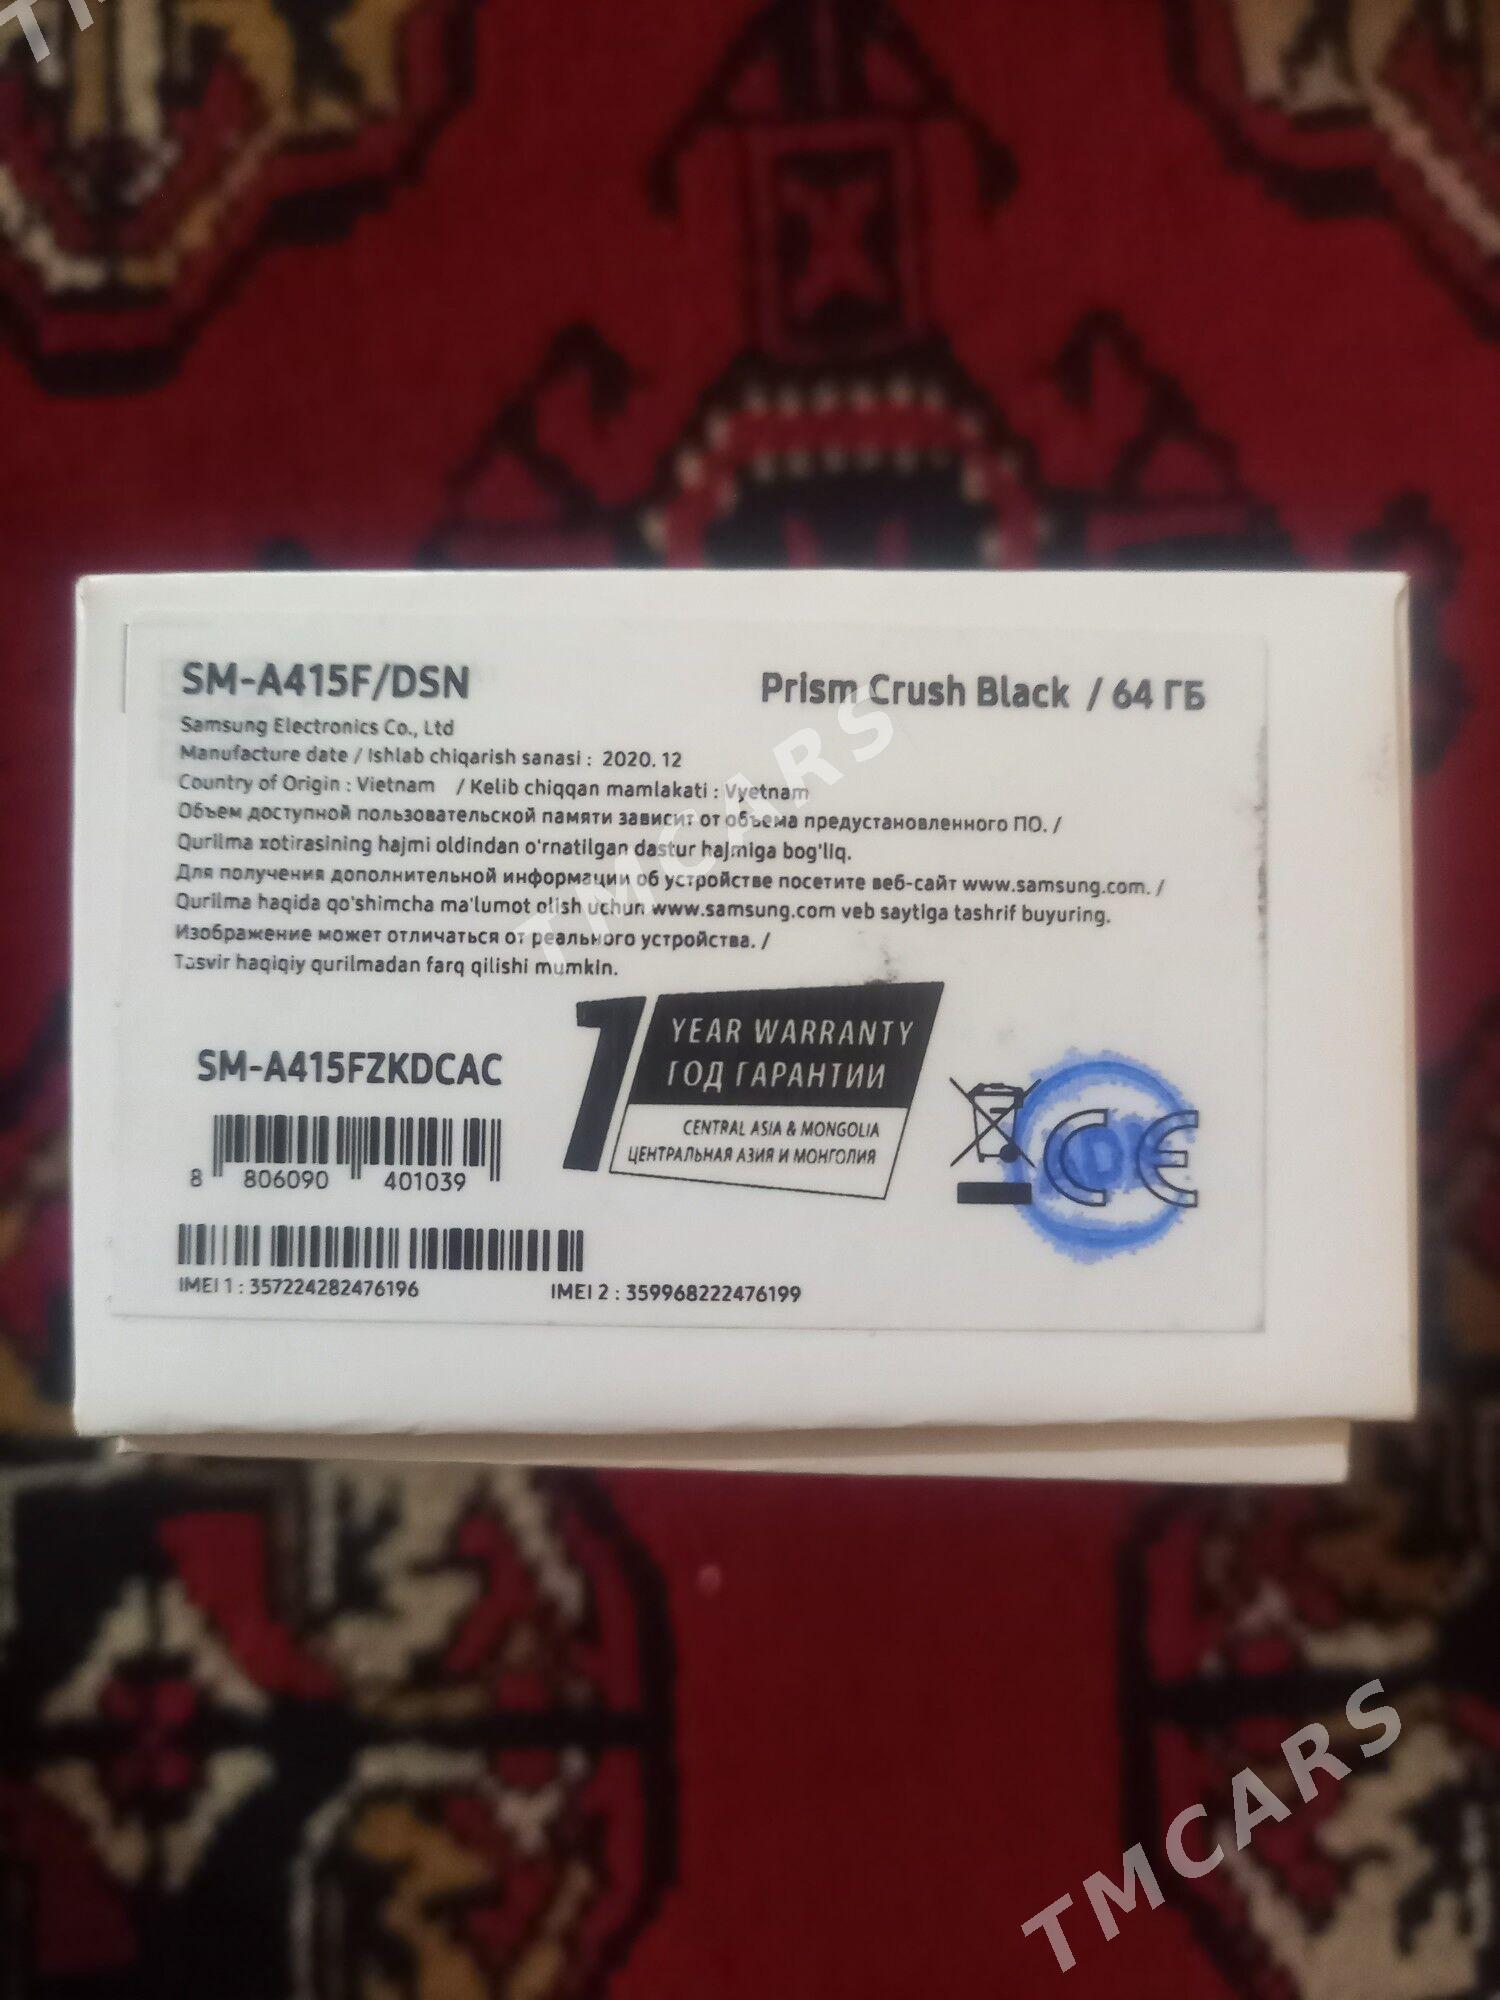 SM-A415F/DSN
Prism Crush Black / 64 ГБ
Samsung Electronics Co., Ltd
Manufacture date / Ishlab chiqarish sanasi : 2020. 12
Country of Origin : Vietnam / Kelib chiqqan mamlakati : Vyetnam
Объем доступной пользовательской памяти зависит от объема предустановленного ПО. /
Qurilma xotirasining hajmi oldindan o'rnatilgan dastur hajmiga bog'liq.
Для получения дополнительной информации об устройстве посетите веб-сайт www.samsung.com. /
Qurilma haqida qo'shimcha ma'lumot olish uchun www.samsung.com veb saytiga tashrif buyuring.
Изображение может отличаться от реального устройства. /
Tasvir haqiqiy qurilmadan farq qilishi mumkin.
1 YEAR WARRANTY
ГОД ГАРАНТИИ
CENTRAL ASIA & MONGOLIA
ЦЕНТРАЛЬНАЯ АЗИЯ И МОНГОЛИЯ
SM-A415FZKDCAC
8 806090 401039
CE
IMEI 1 : 357224282476196
IMEI 2 : 359968222476199
TMCARS
TMCARS